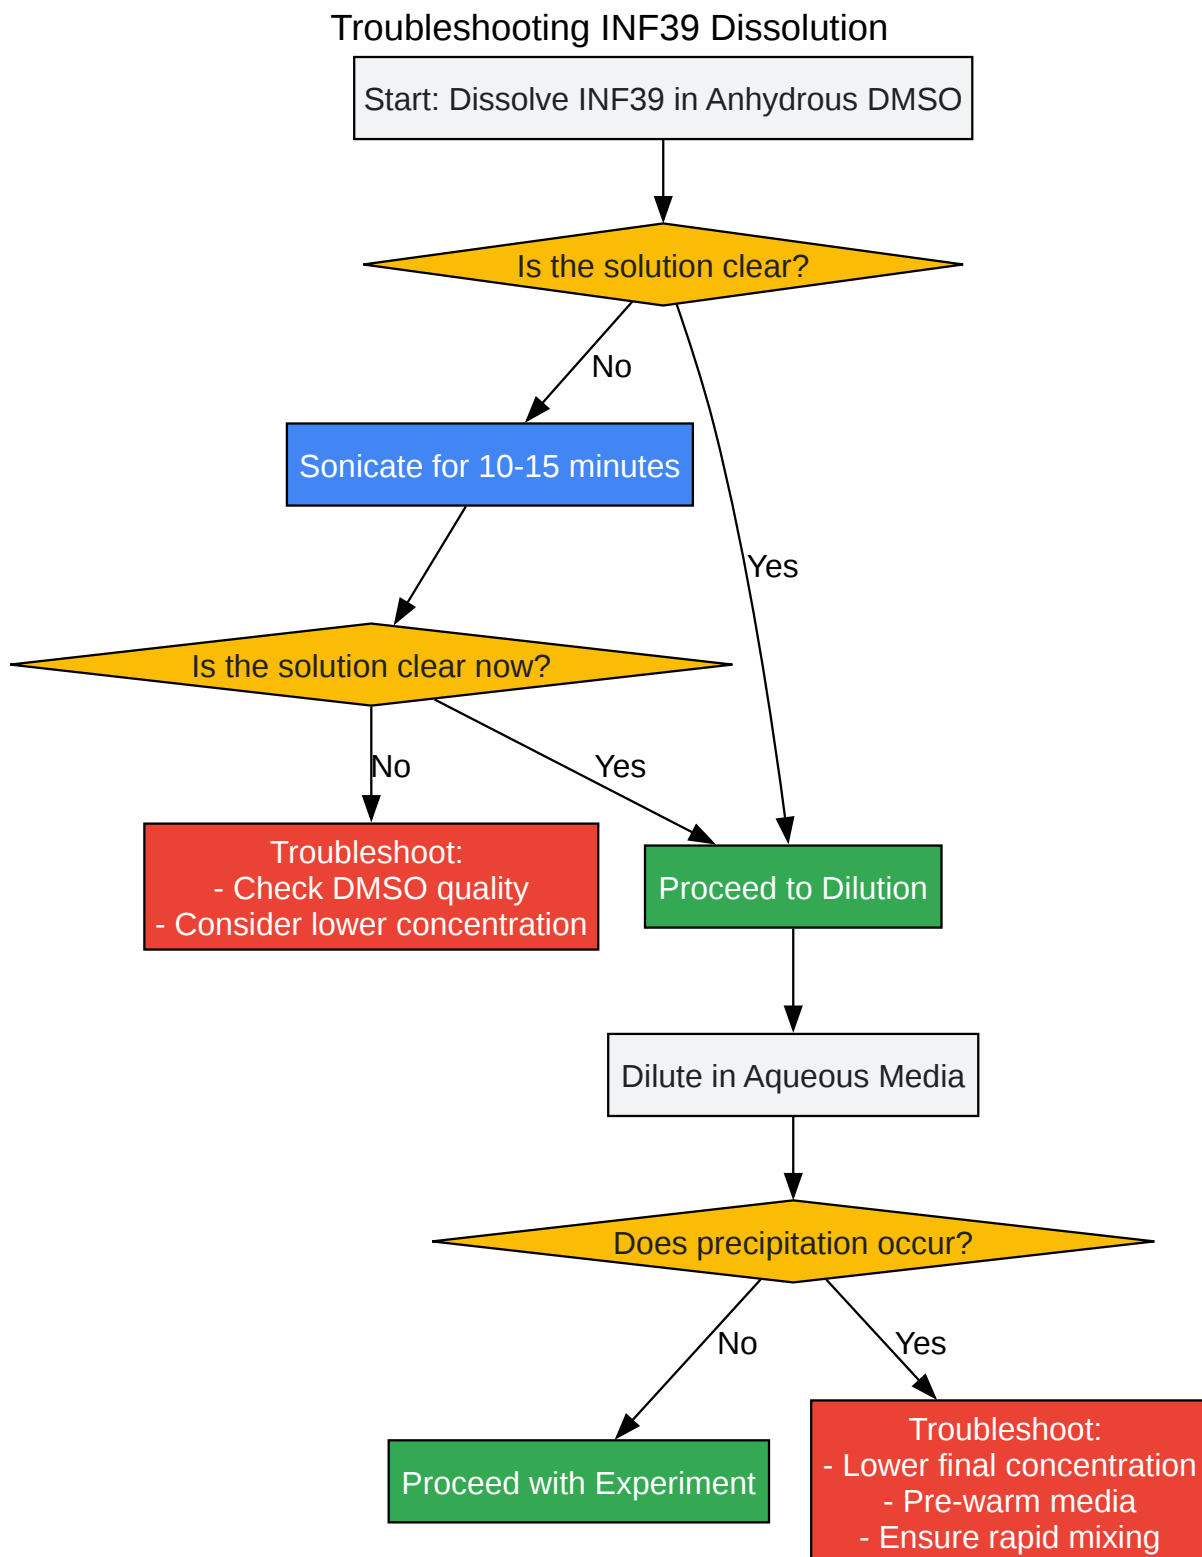 Troubleshooting INF39 Dissolution
Start: Dissolve INF39 in Anhydrous DMSO
Is the solution clear?
No
Sonicate for 10-15 minutes
Yes
Is the solution clear now?
No
Yes
Troubleshoot:
- Check DMSO quality
- Consider lower concentration
Proceed to Dilution
Dilute in Aqueous Media
Does precipitation occur?
No
Yes
Proceed with Experiment
Troubleshoot:
- Lower final concentration
- Pre-warm media
- Ensure rapid mixing